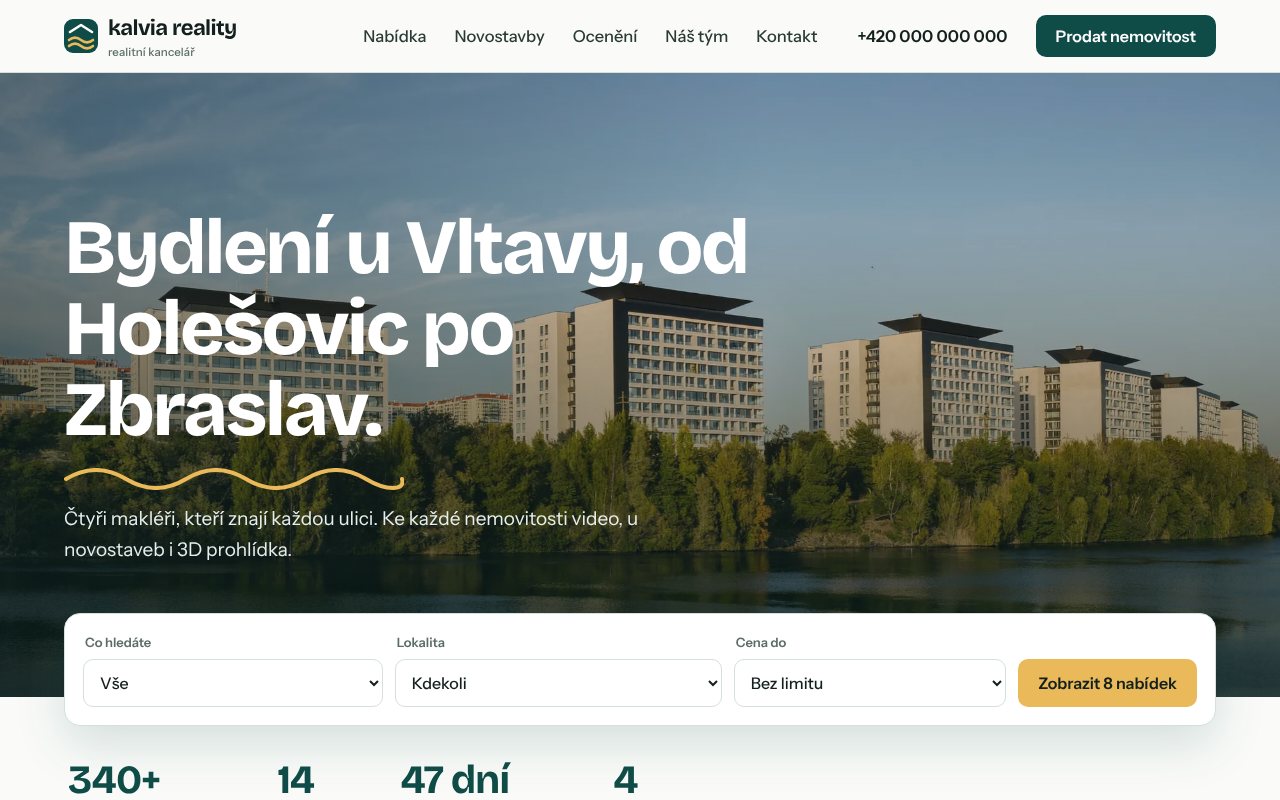 kalvia reality
realitní kancelář
Nabídka Novostavby Ocenění Náš tým Kontakt +420 000 000 000 Prodat nemovitost
Bydlení u Vltavy, od
Holešovic po
Zbraslav.
Čtyři makléři, kteří znají každou ulici. Ke každé nemovitosti video, u
novostaveb i 3D prohlídka.
Co hledáte Lokalita Cena do
Vše Kdekoli Bez limitu Zobrazit 8 nabídek
340+ 14 47 dní 4